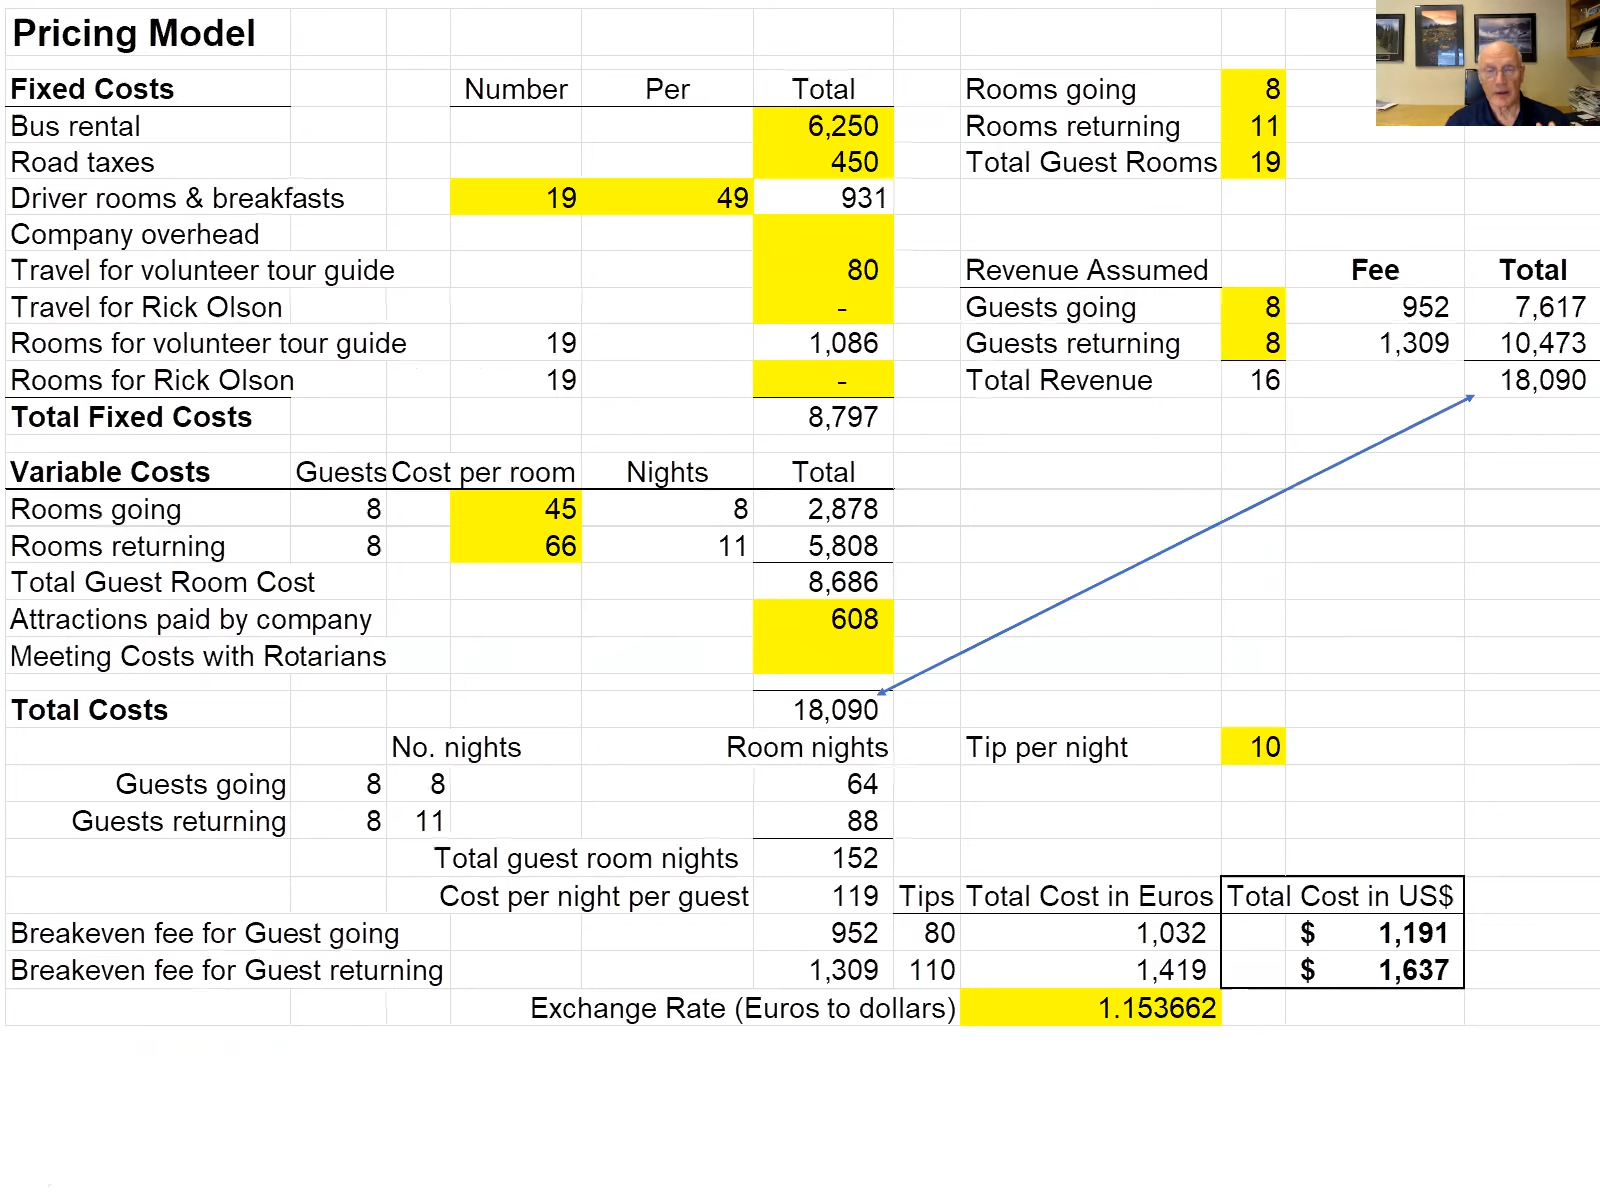 Pricing Model
Fixed Costs Number Per Total Rooms going 8
Bus rental 6,250 Rooms returning 11
Road taxes 450 Total Guest Rooms 19
Driver rooms & breakfasts 19 49 931
Company overhead
Travel for volunteer tour guide 80 Revenue Assumed Fee Total
Travel for Rick Olson - Guests going 8 952 7,617
Rooms for volunteer tour guide 19 1,086 Guests returning 8 1,309 10,473
Rooms for Rick Olson 19 - Total Revenue 16 18,090
Total Fixed Costs 8,797
Variable Costs Guests Cost per room Nights Total
Rooms going 8 45 8 2,878
Rooms returning 8 66 11 5,808
Total Guest Room Cost 8,686
Attractions paid by company 608
Meeting Costs with Rotarians
Total Costs 18,090
No. nights Room nights Tip per night 10
Guests going 8 8 64
Guests returning 8 11 88
Total guest room nights 152
Cost per night per guest 119 Tips Total Cost in Euros Total Cost in US$
Breakeven fee for Guest going 952 80 1,032 $ 1,191
Breakeven fee for Guest returning 1,309 110 1,419 $ 1,637
Exchange Rate (Euros to dollars) 1.153662